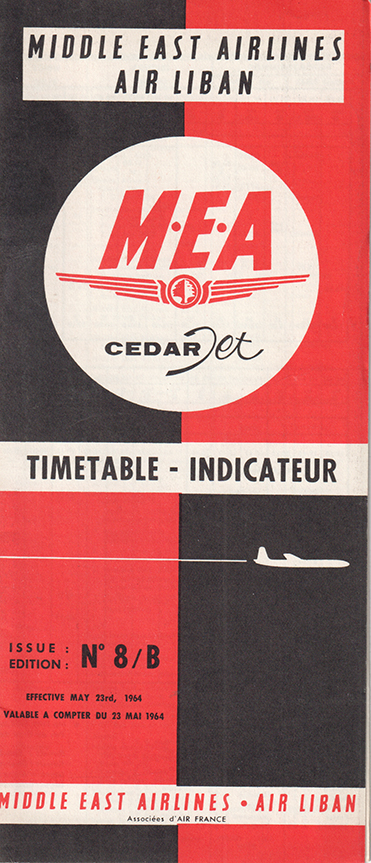 MIDDLE EAST AIRLINES
AIR LIBAN
M·E·A
CEDAR Jet
TIMETABLE - INDICATEUR
ISSUE :
EDITION : N° 8/B
EFFECTIVE MAY 23rd, 1964
VALABLE A COMPTER DU 23 MAI 1964
MIDDLE EAST AIRLINES • AIR LIBAN
Associées d'AIR FRANCE